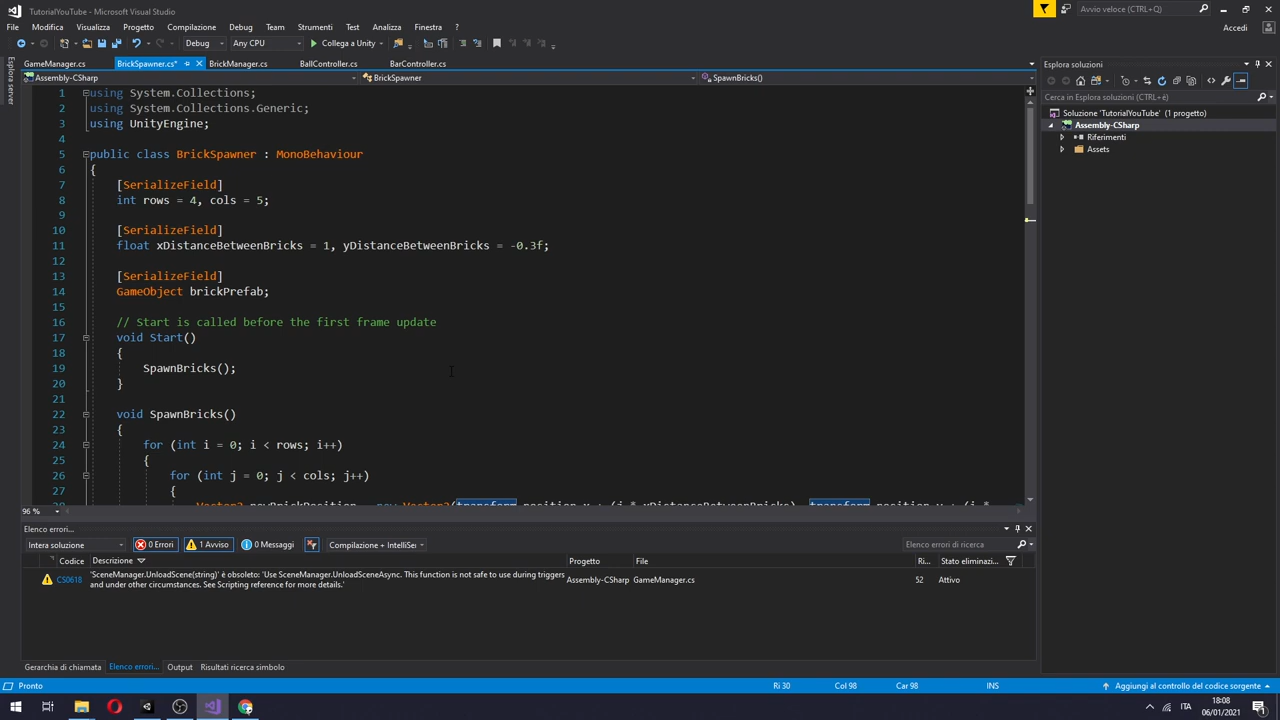 TutorialYouTube - Microsoft Visual Studio
Avvio veloce (CTRL+Q)
File Modifica Visualizza Progetto Compilazione Debug Team Strumenti Test Analizza Finestra ?
Accedi
Debug Any CPU Collega a Unity
Esplora server
GameManager.cs BrickSpawner.cs* BrickManager.cs BallController.cs BarController.cs
Assembly-CSharp BrickSpawner SpawnBricks()
1 using System.Collections;
2 using System.Collections.Generic;
3 using UnityEngine;
4
5 public class BrickSpawner : MonoBehaviour
6 {
7 [SerializeField]
8 int rows = 4, cols = 5;
9
10 [SerializeField]
11 float xDistanceBetweenBricks = 1, yDistanceBetweenBricks = -0.3f;
12
13 [SerializeField]
14 GameObject brickPrefab;
15
16 // Start is called before the first frame update
17 void Start()
18 {
19 SpawnBricks();
20 }
21
22 void SpawnBricks()
23 {
24 for (int i = 0; i < rows; i++)
25 {
26 for (int j = 0; j < cols; j++)
27 {
96 %
Esplora soluzioni
Cerca in Esplora soluzioni (CTRL+è)
Soluzione 'TutorialYouTube' (1 progetto)
Assembly-CSharp
Riferimenti
Assets
Elenco errori...
Intera soluzione 0 Errori 1 Avviso 0 Messaggi Compilazione + IntelliSe
Cerca in elenco errori
Codice Descrizione Progetto File Ri... Stato eliminazi...
CS0618 'SceneManager.UnloadScene(string)' è obsoleto: 'Use SceneManager.UnloadSceneAsync. This function is not safe to use during triggers
and under other circumstances. See Scripting reference for more details.'
Assembly-CSharp GameManager.cs 52 Attivo
Gerarchia di chiamata Elenco errori... Output Risultati ricerca simbolo
Pronto Ri 30 Col 98 Car 98 INS Aggiungi al controllo del codice sorgente
ITA
18:08
06/01/2021